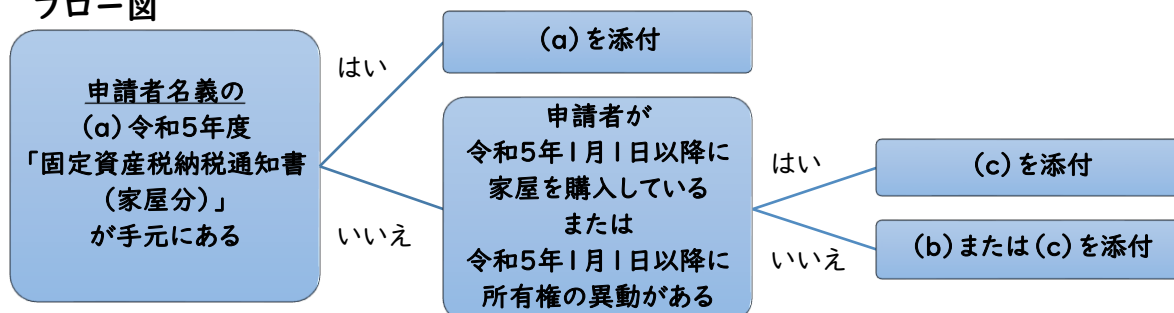 フロー図
申請者名義の
(a)令和5年度
「固定資産税納税通知書
(家屋分)」
が手元にある
はい
(a)を添付
いいえ
申請者が
令和5年1月1日以降に
家屋を購入している
または
令和5年1月1日以降に
所有権の異動がある
はい
(c)を添付
いいえ
(b)または(c)を添付